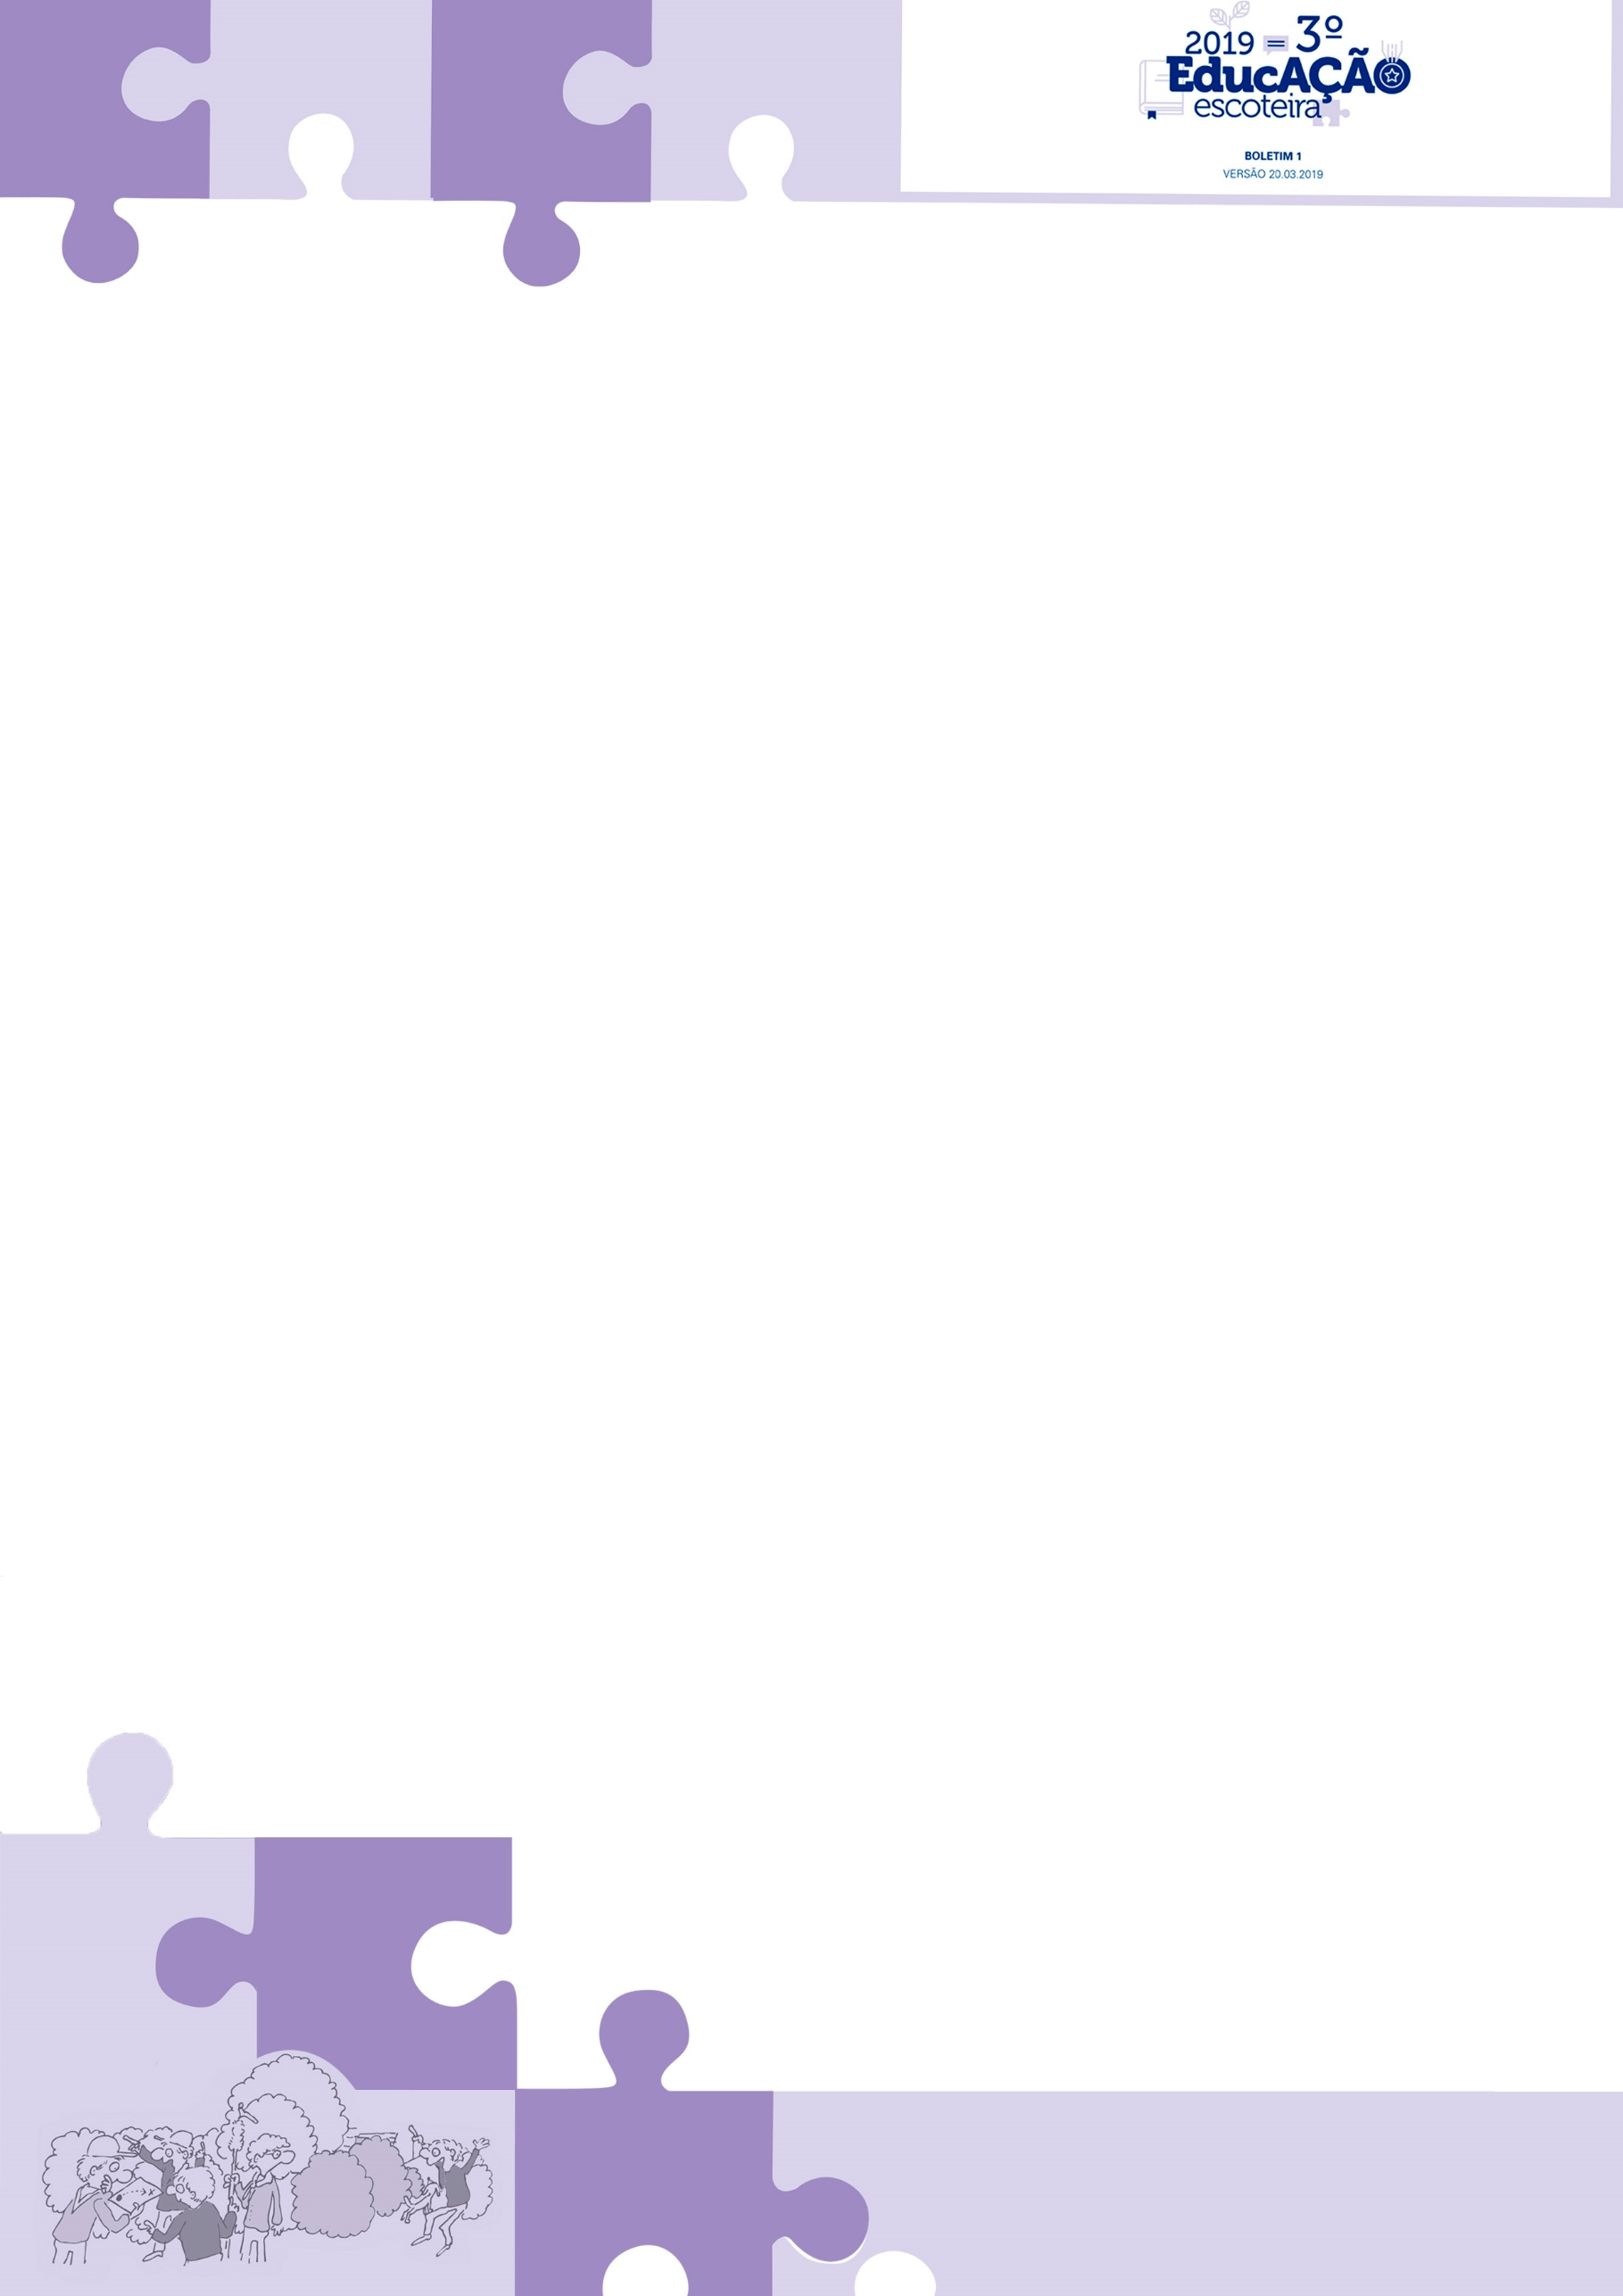 2019 3º
EducAÇÃO
escoteira
BOLETIM 1
VERSÃO 20.03.2019